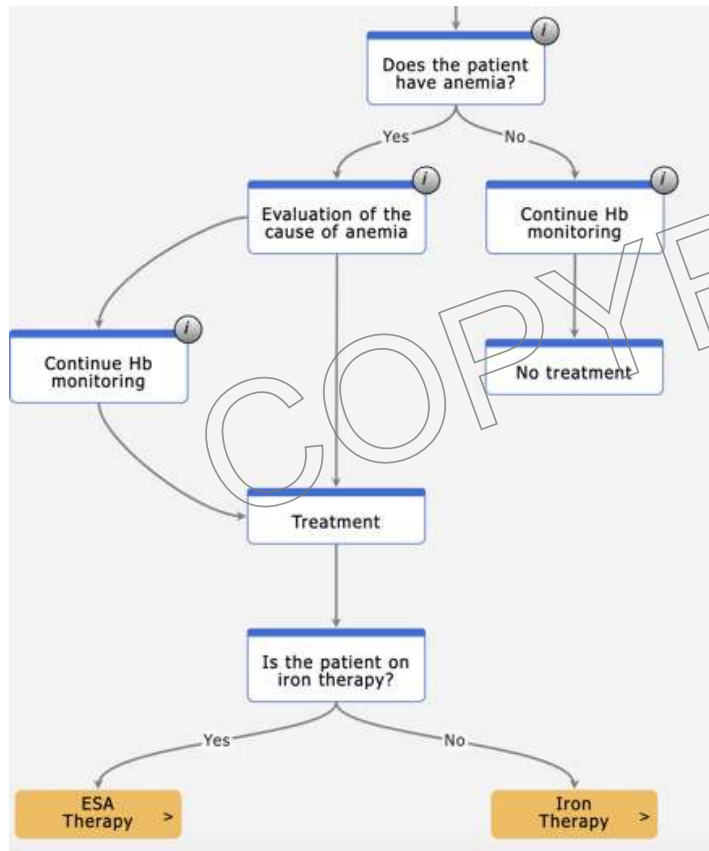 i
Does the patient
have anemia?
Yes
No
i
i
Evaluation of the
cause of anemia
Continue Hb
monitoring
i
Continue Hb
monitoring
No treatment
Treatment
Is the patient on
iron therapy?
Yes
No
ESA
Therapy >
Iron
Therapy >